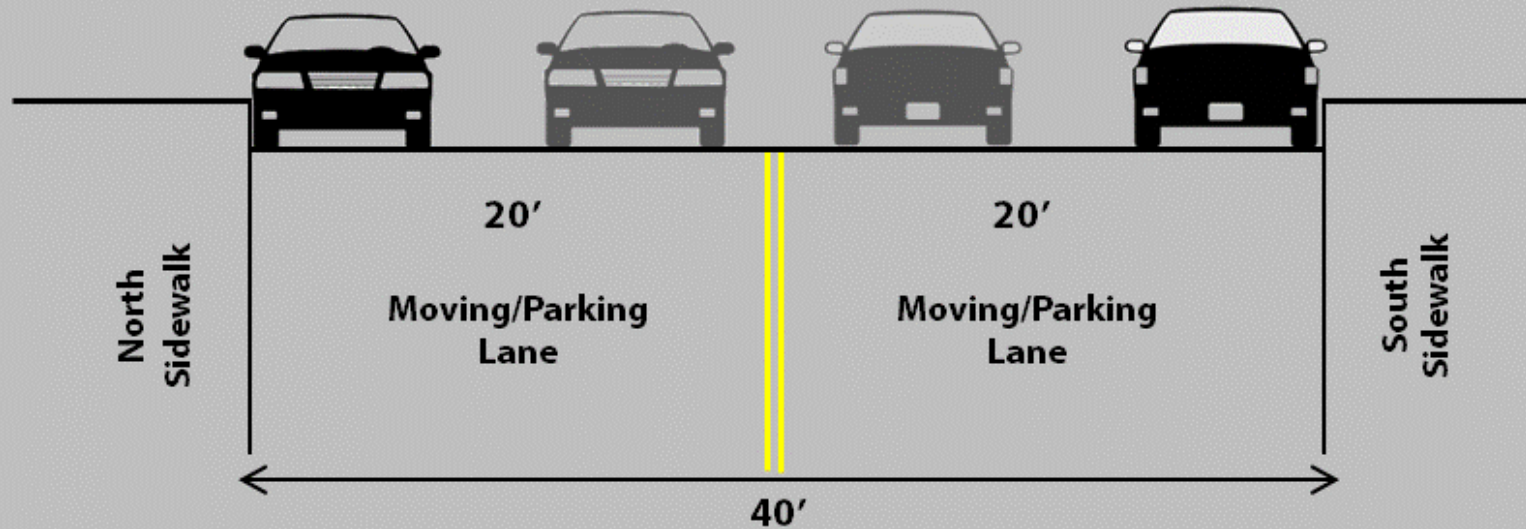 20′
20′
North
Sidewalk
Moving/Parking
Lane
Moving/Parking
Lane
South
Sidewalk
40′